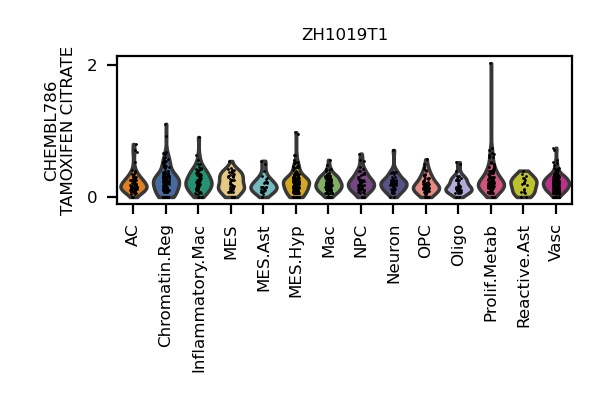 ZH1019T1
CHEMBL786
TAMOXIFEN CITRATE
2
0
AC
Chromatin.Reg
Inflammatory.Mac
MES
MES.Ast
MES.Hyp
Mac
NPC
Neuron
OPC
Oligo
Prolif.Metab
Reactive.Ast
Vasc